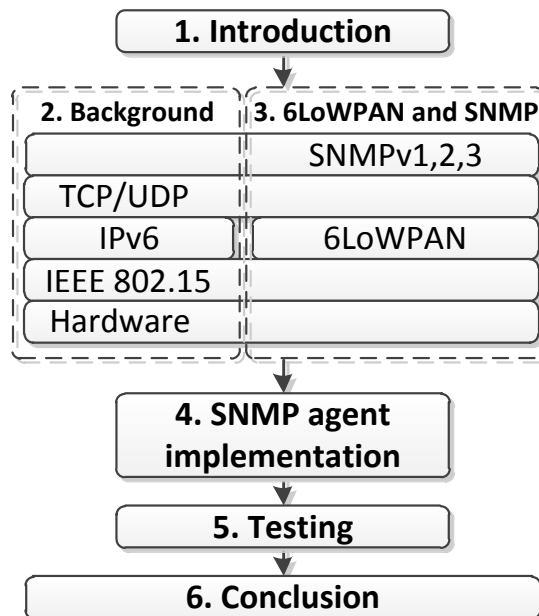 1. Introduction
2. Background
3. 6LoWPAN and SNMP
SNMPv1,2,3
TCP/UDP
IPv6
6LoWPAN
IEEE 802.15
Hardware
4. SNMP agent
implementation
5. Testing
6. Conclusion